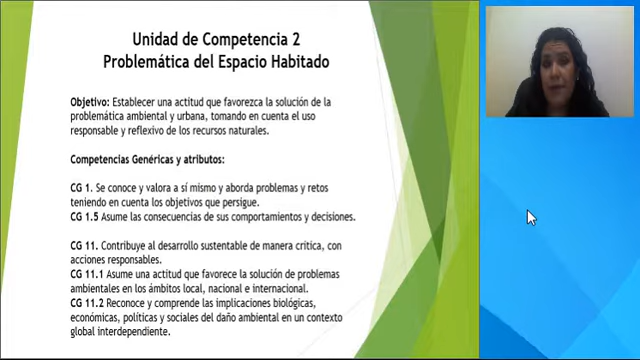 Unidad de Competencia 2
Problemática del Espacio Habitado
Objetivo: Establecer una actitud que favorezca la solución de la
problemática ambiental y urbana, tomando en cuenta el uso
responsable y reflexivo de los recursos naturales.
Competencias Genéricas y atributos:
CG 1. Se conoce y valora a sí mismo y aborda problemas y retos
teniendo en cuenta los objetivos que persigue.
CG 1.5 Asume las consecuencias de sus comportamientos y decisiones.
CG 11. Contribuye al desarrollo sustentable de manera critica, con
acciones responsables.
CG 11.1 Asume una actitud que favorece la solución de problemas
ambientales en los ámbitos local, nacional e internacional.
CG 11.2 Reconoce y comprende las implicaciones biológicas,
económicas, políticas y sociales del daño ambiental en un contexto
global interdependiente.